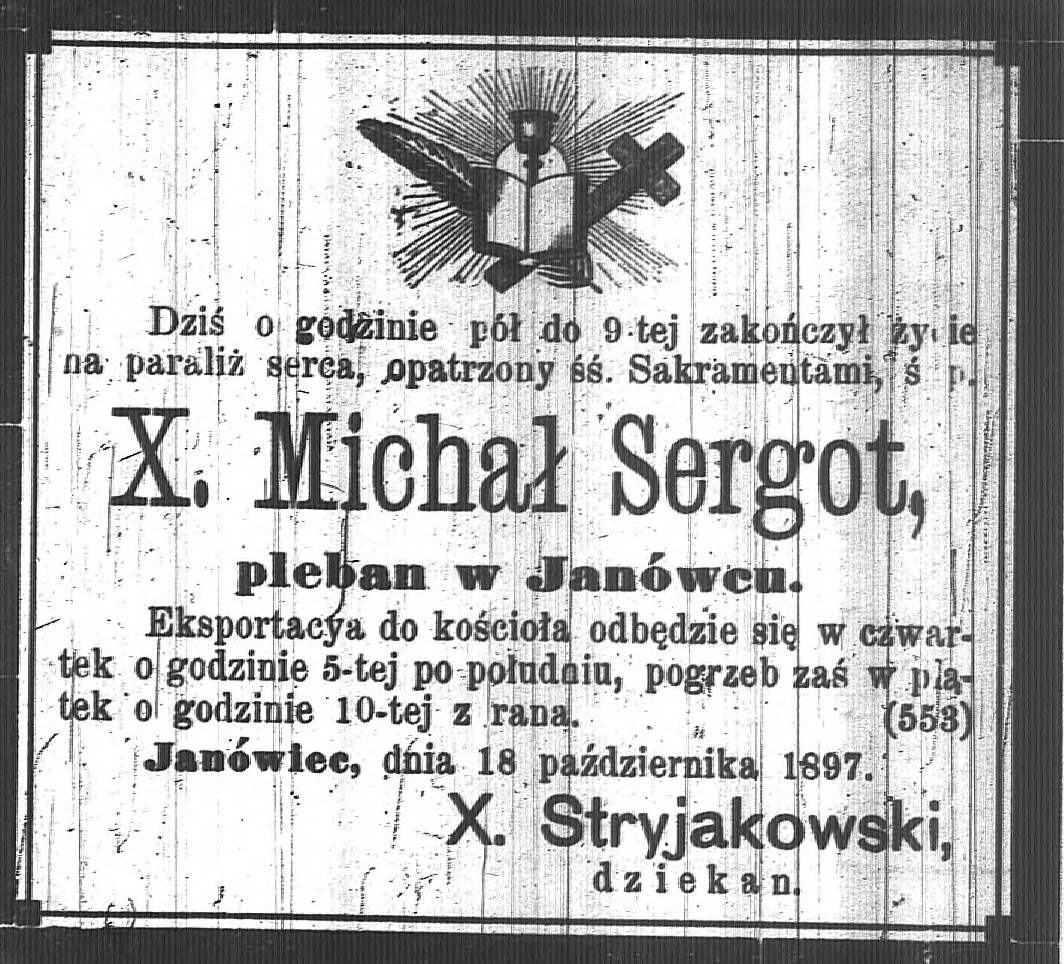 Dziś o godzinie pół do 9-tej zakończył życie
na paraliż serca, opatrzony śś. Sakramentami, ś p.
X. Michał Sergot,
pleban w Janówcu.
Eksportacya do kościoła odbędzie się w czwar-
tek o godzinie 5-tej po południu, pogrzeb zaś w pią-
tek o godzinie 10-tej z rana. (553)
Janówiec, dnia 18 października 1897.
X. Stryjakowski,
dziekan.